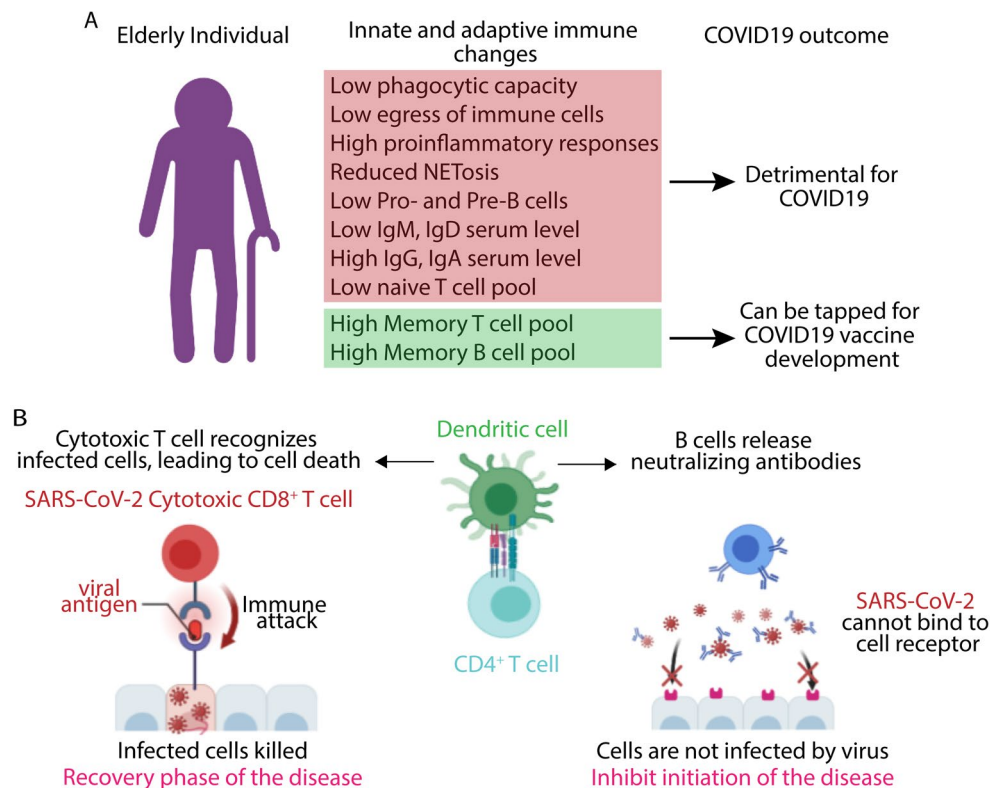 A
Elderly Individual
Innate and adaptive immune
changes
COVID19 outcome
Low phagocytic capacity
Low egress of immune cells
High proinflammatory responses
Reduced NETosis
Low Pro- and Pre-B cells
Low IgM, IgD serum level
High IgG, IgA serum level
Low naive T cell pool
Detrimental for
COVID19
High Memory T cell pool
High Memory B cell pool
Can be tapped for
COVID19 vaccine
development
B
Cytotoxic T cell recognizes
infected cells, leading to cell death
SARS-CoV-2 Cytotoxic CD8⁺ T cell
viral
antigen
Immune
attack
Infected cells killed
Recovery phase of the disease
Dendritic cell
CD4⁺ T cell
B cells release
neutralizing antibodies
SARS-CoV-2
cannot bind to
cell receptor
Cells are not infected by virus
Inhibit initiation of the disease